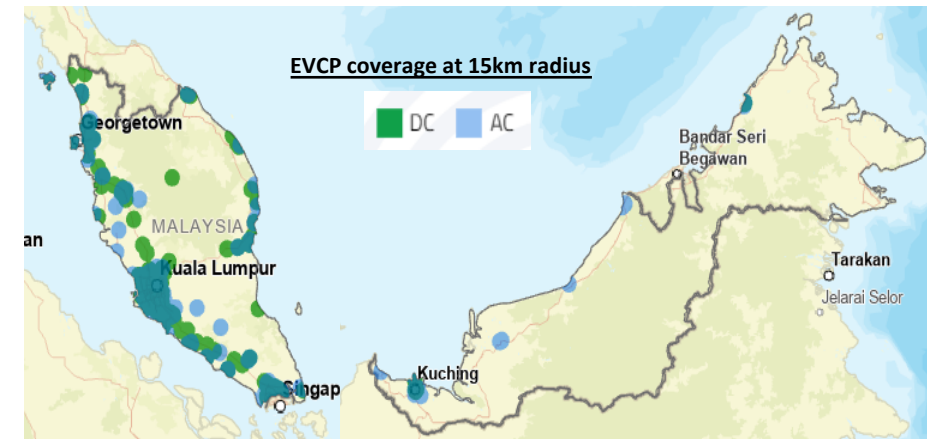 EVCP coverage at 15km radius
DC
AC
Georgetown
Bandar Seri
Begawan
MALAYSIA
an
Kuala Lumpur
Tarakan
Jelarai Selor
Kuching
Singap